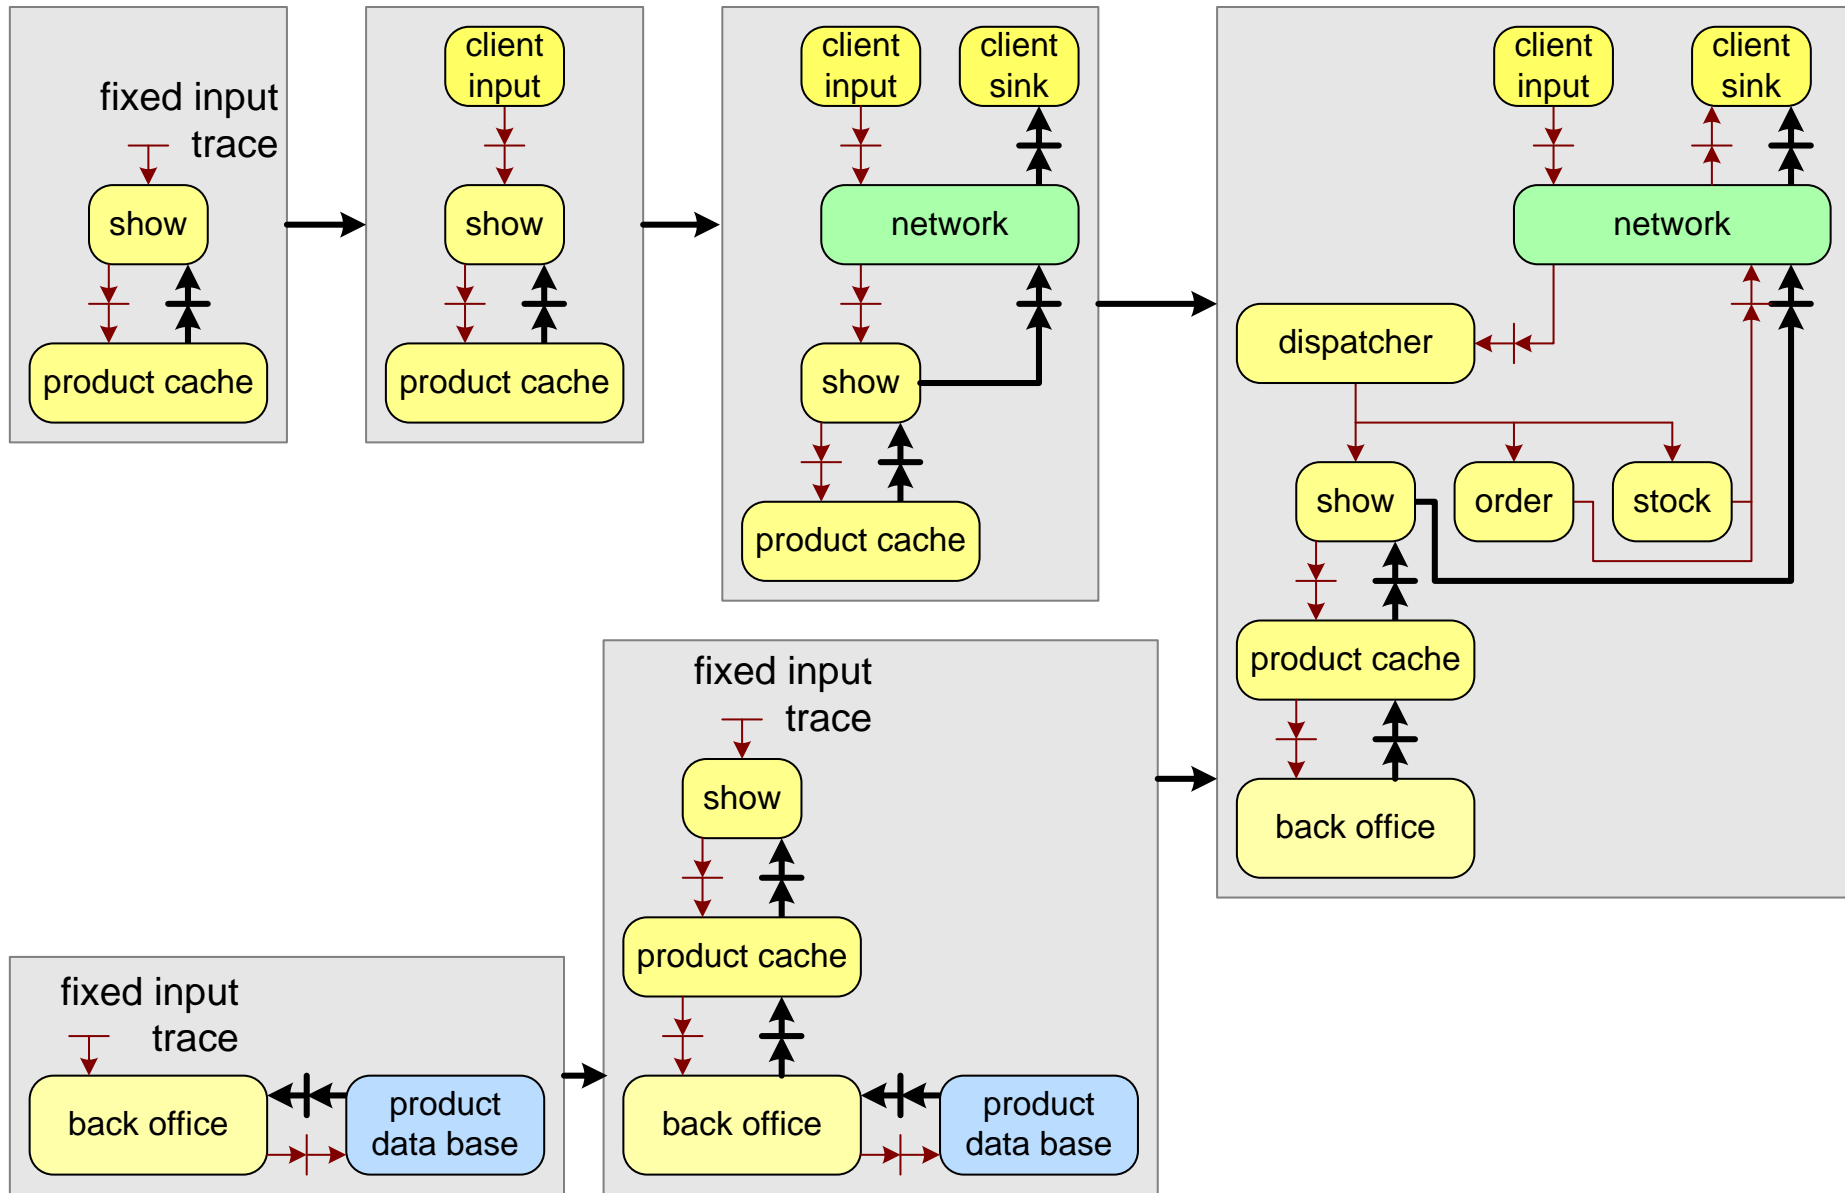 fixed input
trace
show
product cache
client
input
show
product cache
client
input
client
sink
network
show
product cache
client
input
client
sink
network
dispatcher
show
order
stock
product cache
back office
fixed input
trace
back office
product
data base
fixed input
trace
show
product cache
back office
product
data base